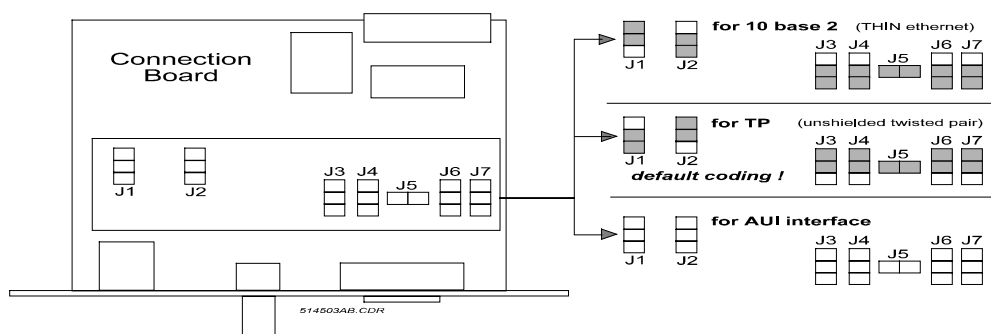 Connection
Board
J1
J2
J3 J4
J5
J6 J7
514503AB.CDR
for 10 base 2 (THIN ethernet)
J1
J2
J3 J4
J5
J6 J7
for TP (unshielded twisted pair)
J1
J2
J3 J4
J5
J6 J7
default coding !
for AUI interface
J1
J2
J3 J4
J5
J6 J7